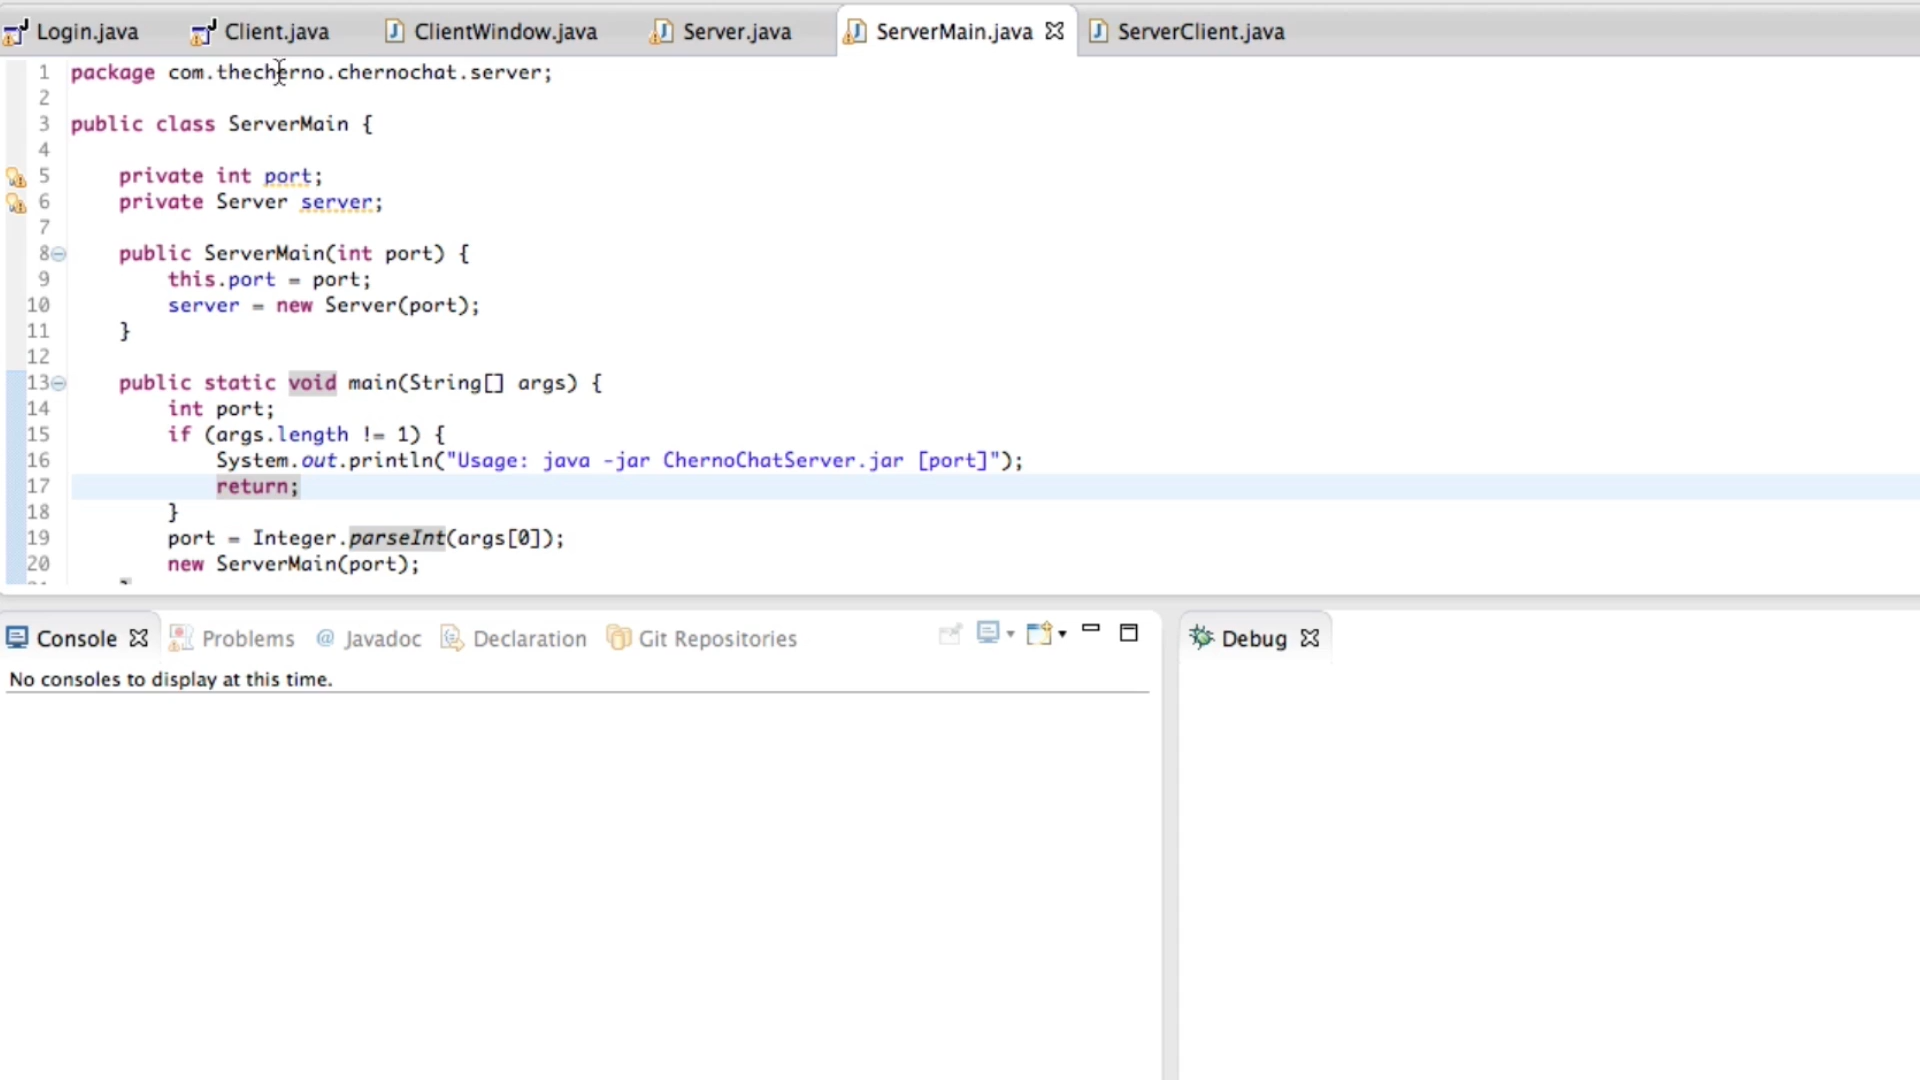 Login.java Client.java ClientWindow.java Server.java ServerMain.java ServerClient.java
1 package com.thecherno.chernochat.server;
2
3 public class ServerMain {
4
5 private int port;
6 private Server server;
7
8 public ServerMain(int port) {
9 this.port = port;
10 server = new Server(port);
11 }
12
13 public static void main(String[] args) {
14 int port;
15 if (args.length != 1) {
16 System.out.println("Usage: java -jar ChernoChatServer.jar [port]");
17 return;
18 }
19 port = Integer.parseInt(args[0]);
20 new ServerMain(port);
Console Problems @ Javadoc Declaration Git Repositories Debug
No consoles to display at this time.